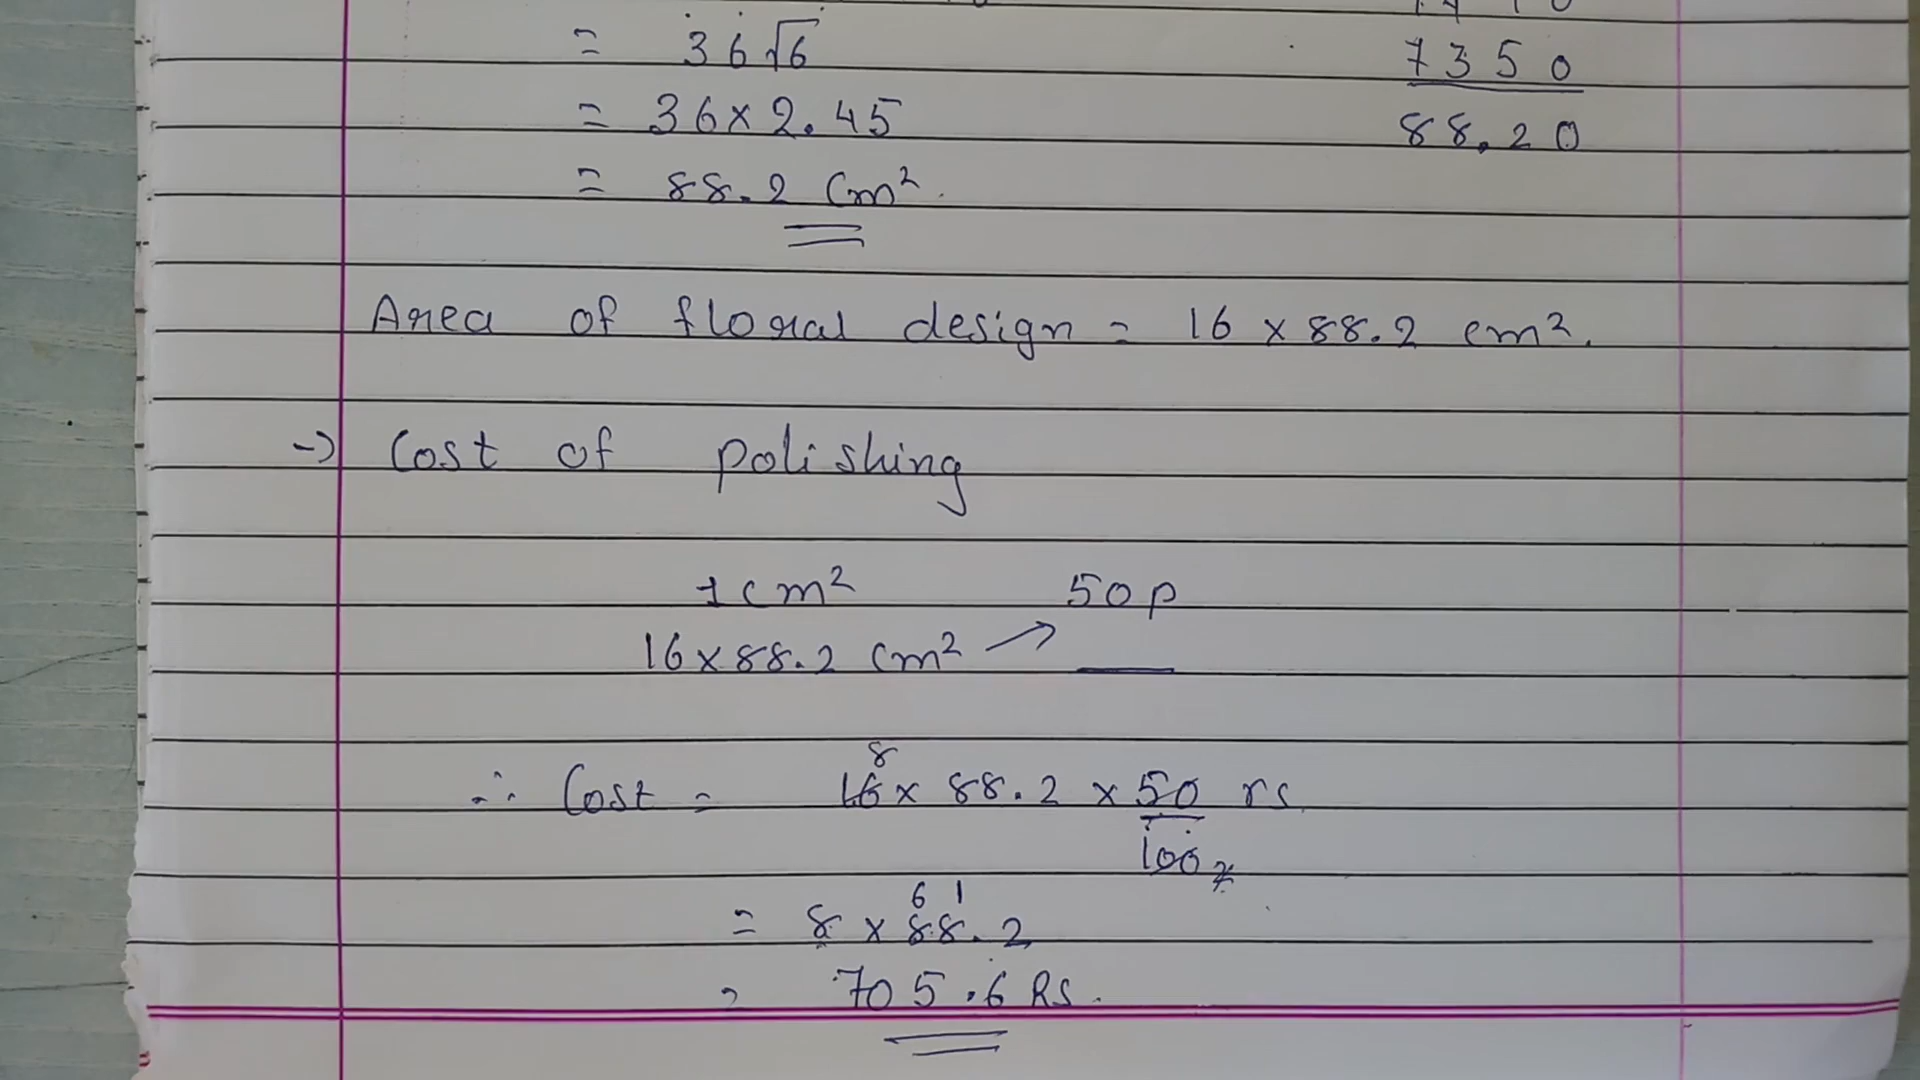 = 36√6
7350
= 36×2.45
88.20
= 88.2 Cm²
Area of floral design = 16 × 88.2 cm².
→ Cost of polishing
1 cm² 50p
16×88.2 cm² →
8
∴ Cost = 16 × 88.2 × 50 rs
100 2
6 1
= 8 × 88.2
= 705.6 RS.